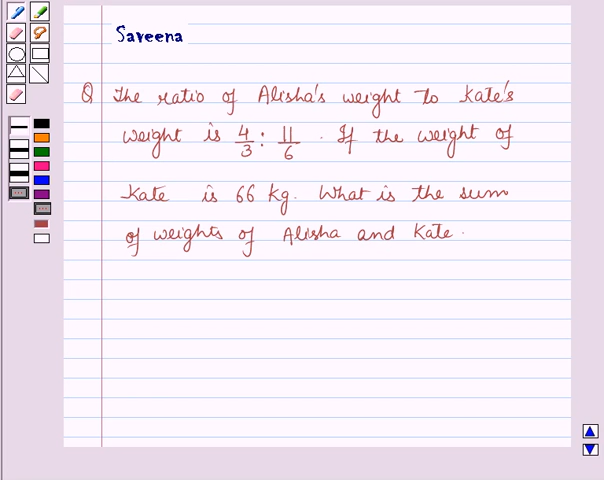 Saveena
Q The ratio of Alisha's weight to Kate's
weight is 4/3 : 11/6 . If the weight of
Kate is 66 kg. What is the sum
of weights of Alisha and Kate.